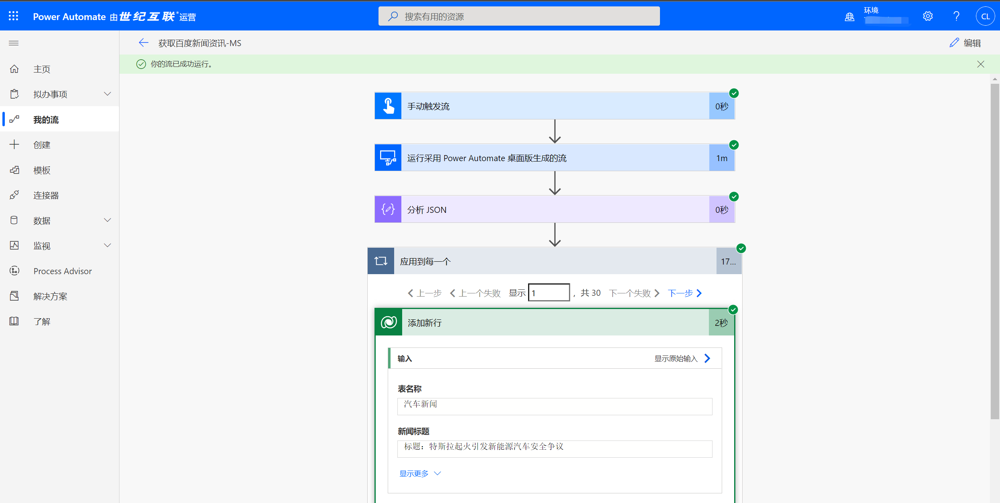 Power Automate 由世纪互联运营
搜索有用的资源
环境
CL
获取百度新闻资讯-MS
编辑
你的流已成功运行。
主页
拟办事项
我的流
创建
模板
连接器
数据
监视
Process Advisor
解决方案
了解
手动触发流
0秒
运行采用 Power Automate 桌面版生成的流
1m
分析 JSON
0秒
应用到每一个
17...
上一步 上一个失败 显示 1 , 共 30 下一个失败 下一步
添加新行
2秒
输入
显示原始输入
表名称
汽车新闻
新闻标题
标题：特斯拉起火引发新能源汽车安全争议
显示更多